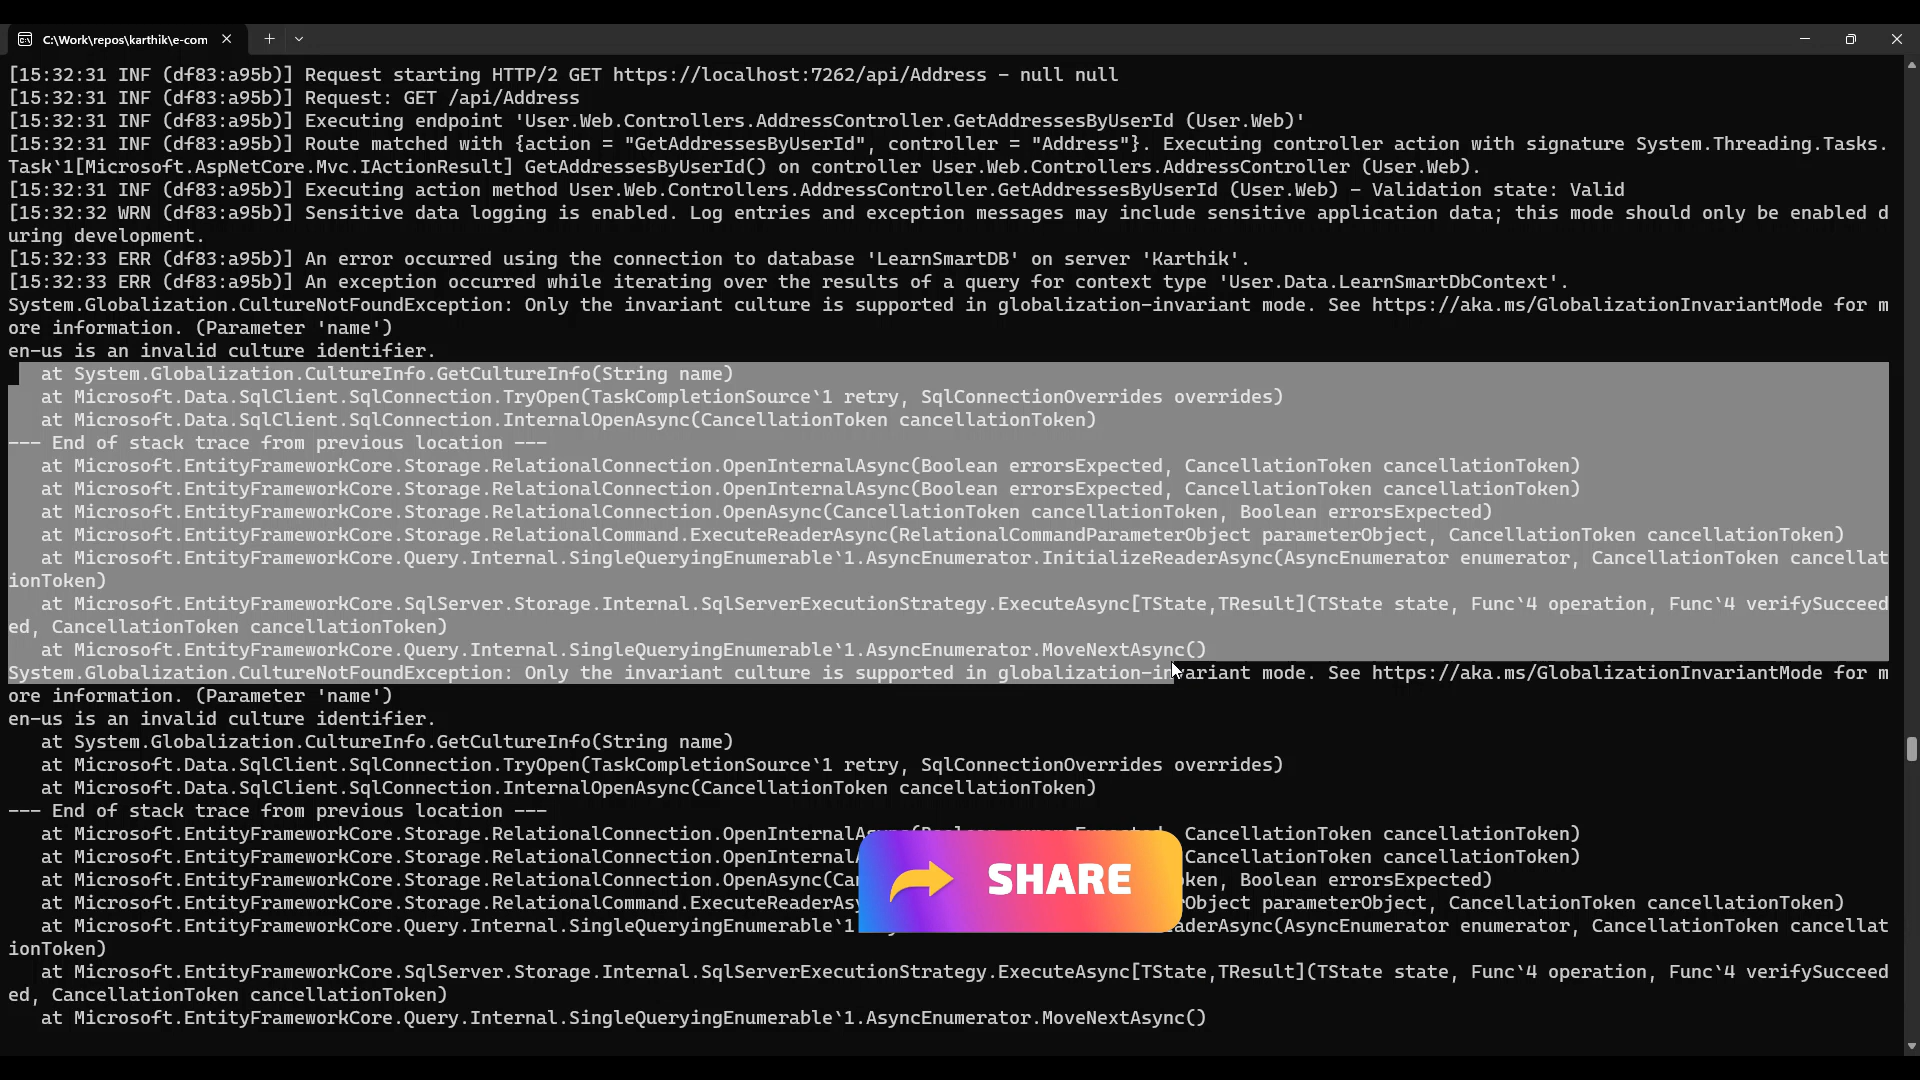 C:\Work\repos\karthik\e-com
[15:32:31 INF (df83:a95b)] Request starting HTTP/2 GET https://localhost:7262/api/Address - null null
[15:32:31 INF (df83:a95b)] Request: GET /api/Address
[15:32:31 INF (df83:a95b)] Executing endpoint 'User.Web.Controllers.AddressController.GetAddressesByUserId (User.Web)'
[15:32:31 INF (df83:a95b)] Route matched with {action = "GetAddressesByUserId", controller = "Address"}. Executing controller action with signature System.Threading.Tasks.
Task`1[Microsoft.AspNetCore.Mvc.IActionResult] GetAddressesByUserId() on controller User.Web.Controllers.AddressController (User.Web).
[15:32:31 INF (df83:a95b)] Executing action method User.Web.Controllers.AddressController.GetAddressesByUserId (User.Web) - Validation state: Valid
[15:32:32 WRN (df83:a95b)] Sensitive data logging is enabled. Log entries and exception messages may include sensitive application data; this mode should only be enabled d
uring development.
[15:32:33 ERR (df83:a95b)] An error occurred using the connection to database 'LearnSmartDB' on server 'Karthik'.
[15:32:33 ERR (df83:a95b)] An exception occurred while iterating over the results of a query for context type 'User.Data.LearnSmartDbContext'.
System.Globalization.CultureNotFoundException: Only the invariant culture is supported in globalization-invariant mode. See https://aka.ms/GlobalizationInvariantMode for m
ore information. (Parameter 'name')
en-us is an invalid culture identifier.
at System.Globalization.CultureInfo.GetCultureInfo(String name)
at Microsoft.Data.SqlClient.SqlConnection.TryOpen(TaskCompletionSource`1 retry, SqlConnectionOverrides overrides)
at Microsoft.Data.SqlClient.SqlConnection.InternalOpenAsync(CancellationToken cancellationToken)
--- End of stack trace from previous location ---
at Microsoft.EntityFrameworkCore.Storage.RelationalConnection.OpenInternalAsync(Boolean errorsExpected, CancellationToken cancellationToken)
at Microsoft.EntityFrameworkCore.Storage.RelationalConnection.OpenInternalAsync(Boolean errorsExpected, CancellationToken cancellationToken)
at Microsoft.EntityFrameworkCore.Storage.RelationalConnection.OpenAsync(CancellationToken cancellationToken, Boolean errorsExpected)
at Microsoft.EntityFrameworkCore.Storage.RelationalCommand.ExecuteReaderAsync(RelationalCommandParameterObject parameterObject, CancellationToken cancellationToken)
at Microsoft.EntityFrameworkCore.Query.Internal.SingleQueryingEnumerable`1.AsyncEnumerator.InitializeReaderAsync(AsyncEnumerator enumerator, CancellationToken cancellat
ionToken)
at Microsoft.EntityFrameworkCore.SqlServer.Storage.Internal.SqlServerExecutionStrategy.ExecuteAsync[TState,TResult](TState state, Func`4 operation, Func`4 verifySucceed
ed, CancellationToken cancellationToken)
at Microsoft.EntityFrameworkCore.Query.Internal.SingleQueryingEnumerable`1.AsyncEnumerator.MoveNextAsync()
System.Globalization.CultureNotFoundException: Only the invariant culture is supported in globalization-invariant mode. See https://aka.ms/GlobalizationInvariantMode for m
ore information. (Parameter 'name')
en-us is an invalid culture identifier.
at System.Globalization.CultureInfo.GetCultureInfo(String name)
at Microsoft.Data.SqlClient.SqlConnection.TryOpen(TaskCompletionSource`1 retry, SqlConnectionOverrides overrides)
at Microsoft.Data.SqlClient.SqlConnection.InternalOpenAsync(CancellationToken cancellationToken)
--- End of stack trace from previous location ---
at Microsoft.EntityFrameworkCore.Storage.RelationalConnection.OpenInternalA CancellationToken cancellationToken)
at Microsoft.EntityFrameworkCore.Storage.RelationalConnection.OpenInternal CancellationToken cancellationToken)
at Microsoft.EntityFrameworkCore.Storage.RelationalConnection.OpenAsync(Ca ken, Boolean errorsExpected)
SHARE
at Microsoft.EntityFrameworkCore.Storage.RelationalCommand.ExecuteReaderAs Object parameterObject, CancellationToken cancellationToken)
at Microsoft.EntityFrameworkCore.Query.Internal.SingleQueryingEnumerable`1 aderAsync(AsyncEnumerator enumerator, CancellationToken cancellat
ionToken)
at Microsoft.EntityFrameworkCore.SqlServer.Storage.Internal.SqlServerExecutionStrategy.ExecuteAsync[TState,TResult](TState state, Func`4 operation, Func`4 verifySucceed
ed, CancellationToken cancellationToken)
at Microsoft.EntityFrameworkCore.Query.Internal.SingleQueryingEnumerable`1.AsyncEnumerator.MoveNextAsync()